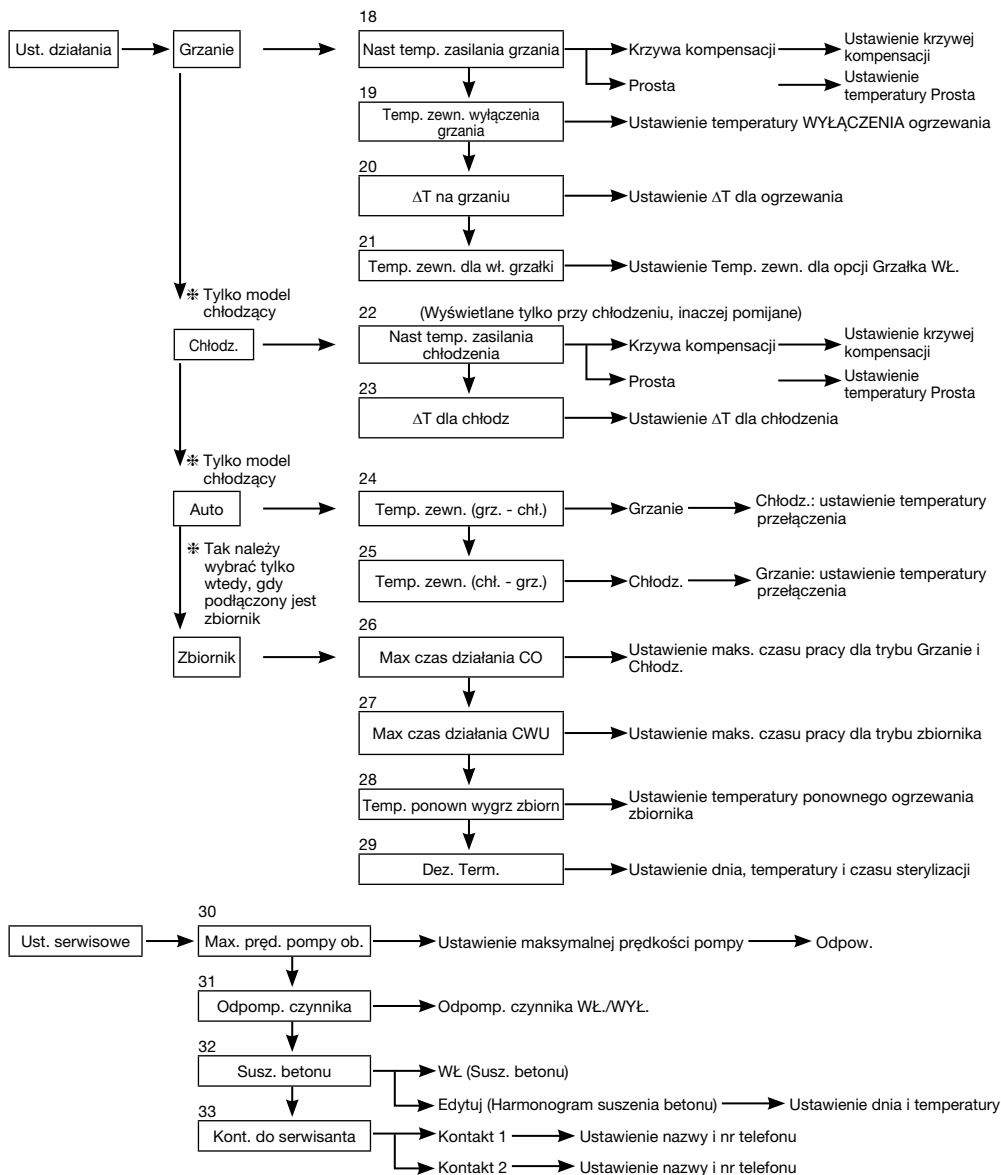 18
Ust. działania
Grzanie
Nast temp. zasilania grzania
Krzywa kompensacji
Ustawienie krzywej
kompensacji
Prosta
Ustawienie
temperatury Prosta
19
Temp. zewn. wyłączenia
grzania
Ustawienie temperatury WYŁĄCZENIA ogrzewania
20
ΔT na grzaniu
Ustawienie ΔT dla ogrzewania
21
Temp. zewn. dla wł. grzałki
Ustawienie Temp. zewn. dla opcji Grzałka WŁ.
❉ Tylko model
chłodzący
22
(Wyświetlane tylko przy chłodzeniu, inaczej pomijane)
Chłodz.
Nast temp. zasilania
chłodzenia
Krzywa kompensacji
Ustawienie krzywej
kompensacji
Prosta
Ustawienie
temperatury Prosta
23
ΔT dla chłodz
Ustawienie ΔT dla chłodzenia
❉ Tylko model
chłodzący
24
Auto
Temp. zewn. (grz. - chł.)
Grzanie
Chłodz.: ustawienie temperatury
przełączenia
❉ Tak należy
wybrać tylko
wtedy, gdy
podłączony jest
zbiornik
25
Temp. zewn. (chł. - grz.)
Chłodz.
Grzanie: ustawienie temperatury
przełączenia
26
Zbiornik
Max czas działania CO
Ustawienie maks. czasu pracy dla trybu Grzanie i
Chłodz.
27
Max czas działania CWU
Ustawienie maks. czasu pracy dla trybu zbiornika
28
Temp. ponown wygrz zbiorn
Ustawienie temperatury ponownego ogrzewania
zbiornika
29
Dez. Term.
Ustawienie dnia, temperatury i czasu sterylizacji
30
Ust. serwisowe
Max. pręd. pompy ob.
Ustawienie maksymalnej prędkości pompy
Odpow.
31
Odpomp. czynnika
Odpomp. czynnika WŁ./WYŁ.
32
Susz. betonu
WŁ (Susz. betonu)
Edytuj (Harmonogram suszenia betonu)
Ustawienie dnia i temperatury
33
Kont. do serwisanta
Kontakt 1
Ustawienie nazwy i nr telefonu
Kontakt 2
Ustawienie nazwy i nr telefonu